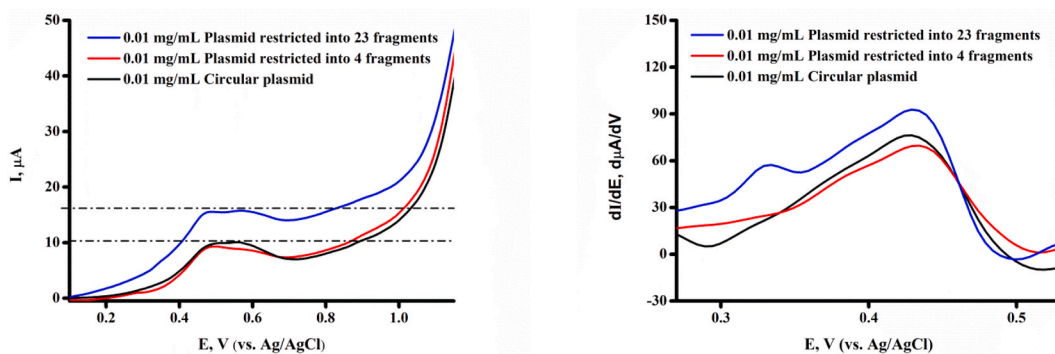 50
40
30
20
10
0
I, µA
0.01 mg/mL Plasmid restricted into 23 fragments
0.01 mg/mL Plasmid restricted into 4 fragments
0.01 mg/mL Circular plasmid
0.2 0.4 0.6 0.8 1.0
E, V (vs. Ag/AgCl)
150
120
90
60
30
0
-30
dI/dE, dµA/dV
0.01 mg/mL Plasmid restricted into 23 fragments
0.01 mg/mL Plasmid restricted into 4 fragments
0.01 mg/mL Circular plasmid
0.3 0.4 0.5
E, V (vs. Ag/AgCl)